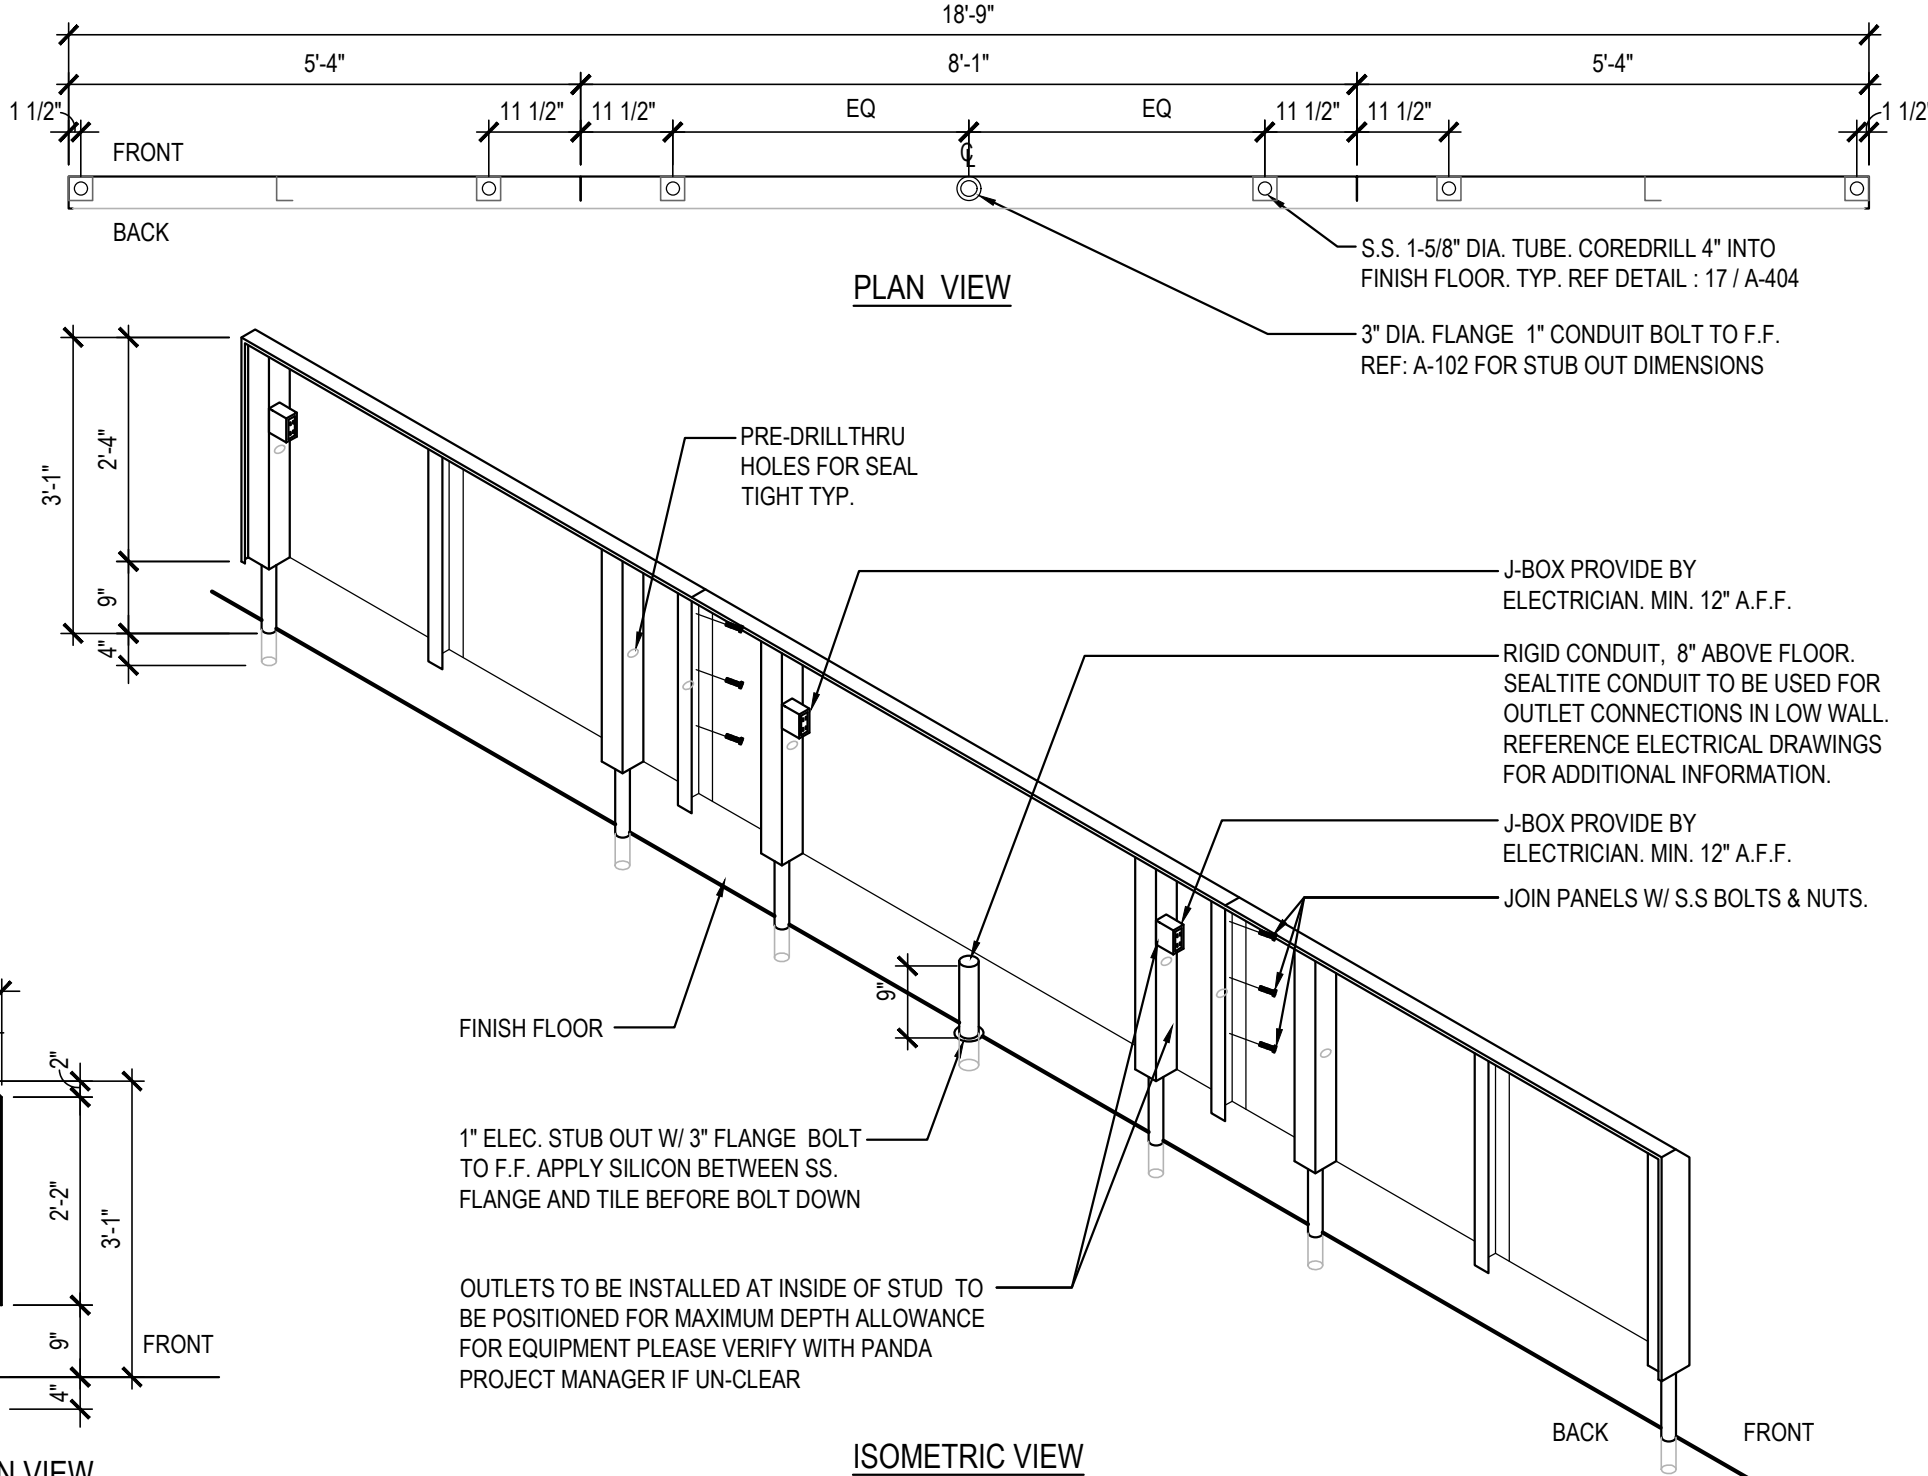 18'-9"
5'-4"
8'-1"
5'-4"
1 1/2"
11 1/2"
11 1/2"
EQ
EQ
11 1/2"
11 1/2"
1 1/2"
FRONT
CL
BACK
S.S. 1-5/8" DIA. TUBE. COREDRILL 4" INTO
FINISH FLOOR. TYP. REF DETAIL : 17 / A-404
PLAN VIEW
3" DIA. FLANGE 1" CONDUIT BOLT TO F.F.
REF: A-102 FOR STUB OUT DIMENSIONS
3'-1"
2'-4"
9"
4"
PRE-DRILLTHRU
HOLES FOR SEAL
TIGHT TYP.
J-BOX PROVIDE BY
ELECTRICIAN. MIN. 12" A.F.F.
RIGID CONDUIT, 8" ABOVE FLOOR.
SEALTITE CONDUIT TO BE USED FOR
OUTLET CONNECTIONS IN LOW WALL.
REFERENCE ELECTRICAL DRAWINGS
FOR ADDITIONAL INFORMATION.
J-BOX PROVIDE BY
ELECTRICIAN. MIN. 12" A.F.F.
JOIN PANELS W/ S.S BOLTS & NUTS.
9"
FINISH FLOOR
1" ELEC. STUB OUT W/ 3" FLANGE BOLT
TO F.F. APPLY SILICON BETWEEN SS.
FLANGE AND TILE BEFORE BOLT DOWN
OUTLETS TO BE INSTALLED AT INSIDE OF STUD TO
BE POSITIONED FOR MAXIMUM DEPTH ALLOWANCE
FOR EQUIPMENT PLEASE VERIFY WITH PANDA
PROJECT MANAGER IF UN-CLEAR
2"
2'-2"
3'-1"
9"
4"
FRONT
N VIEW
BACK
FRONT
ISOMETRIC VIEW